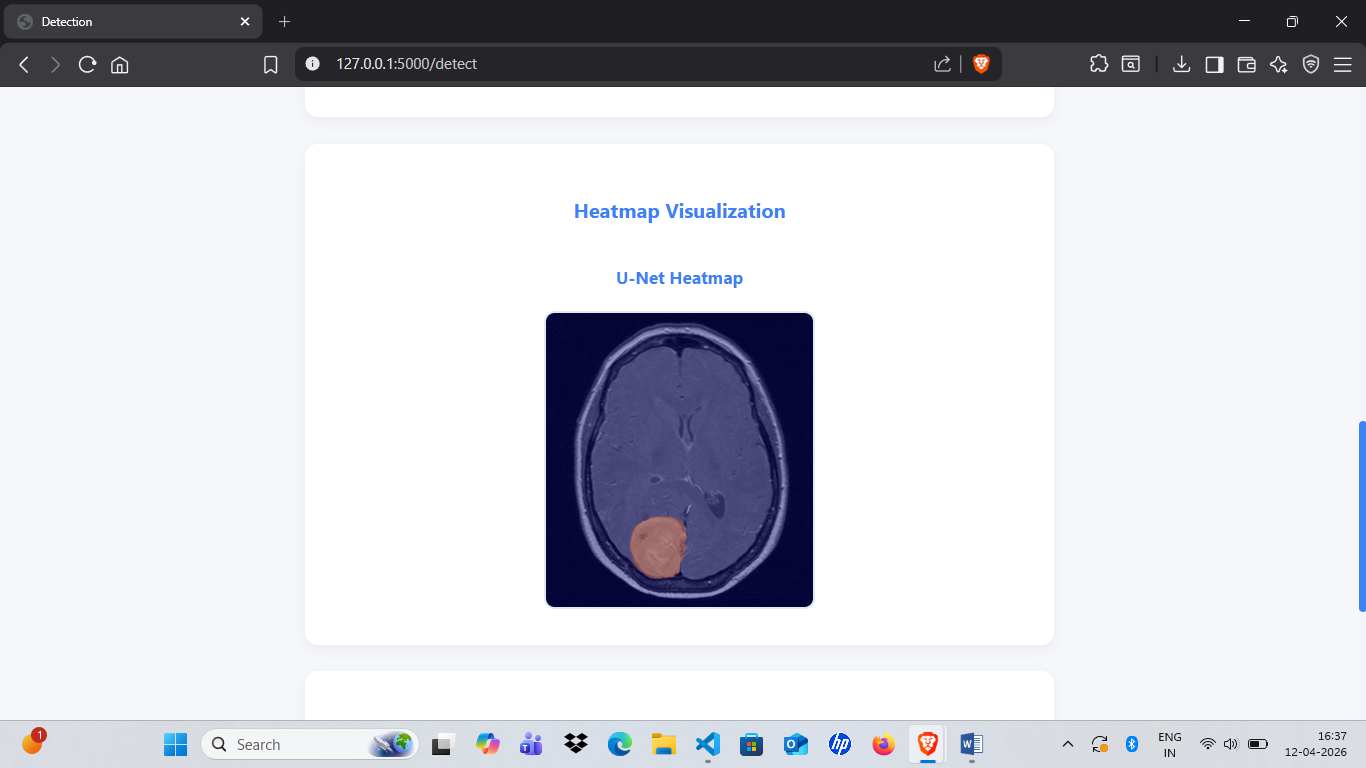 Detection
127.0.0.1:5000/detect
Heatmap Visualization
U-Net Heatmap
1
Search
ENG
IN
16:37
12-04-2026